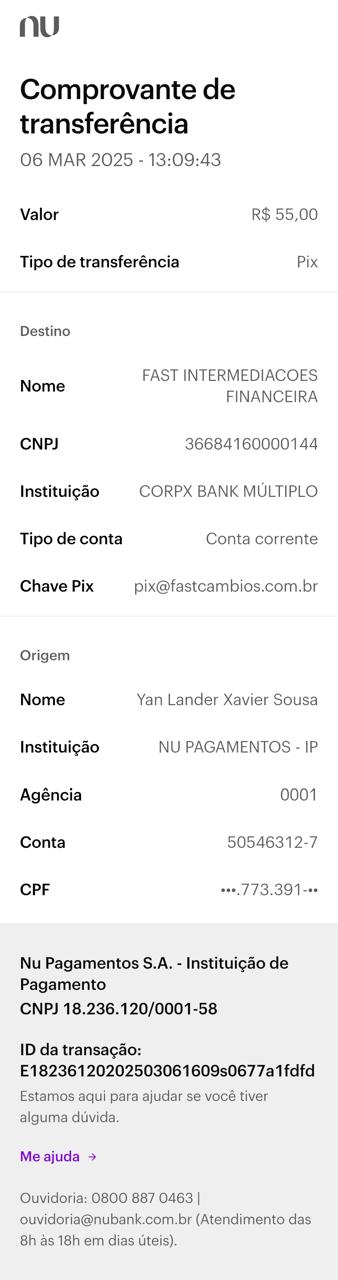 nu
Comprovante de
transferência
06 MAR 2025 - 13:09:43
Valor R$ 55,00
Tipo de transferência Pix
Destino
Nome FAST INTERMEDIACOES
FINANCEIRA
CNPJ 36684160000144
Instituição CORPX BANK MÚLTIPLO
Tipo de conta Conta corrente
Chave Pix pix@fastcambios.com.br
Origem
Nome Yan Lander Xavier Sousa
Instituição NU PAGAMENTOS - IP
Agência 0001
Conta 50546312-7
CPF •••.773.391-••
Nu Pagamentos S.A. - Instituição de
Pagamento
CNPJ 18.236.120/0001-58
ID da transação:
E18236120202503061609s0677a1fdfd
Estamos aqui para ajudar se você tiver
alguma dúvida.
Me ajuda →
Ouvidoria: 0800 887 0463 |
ouvidoria@nubank.com.br (Atendimento das
8h às 18h em dias úteis).